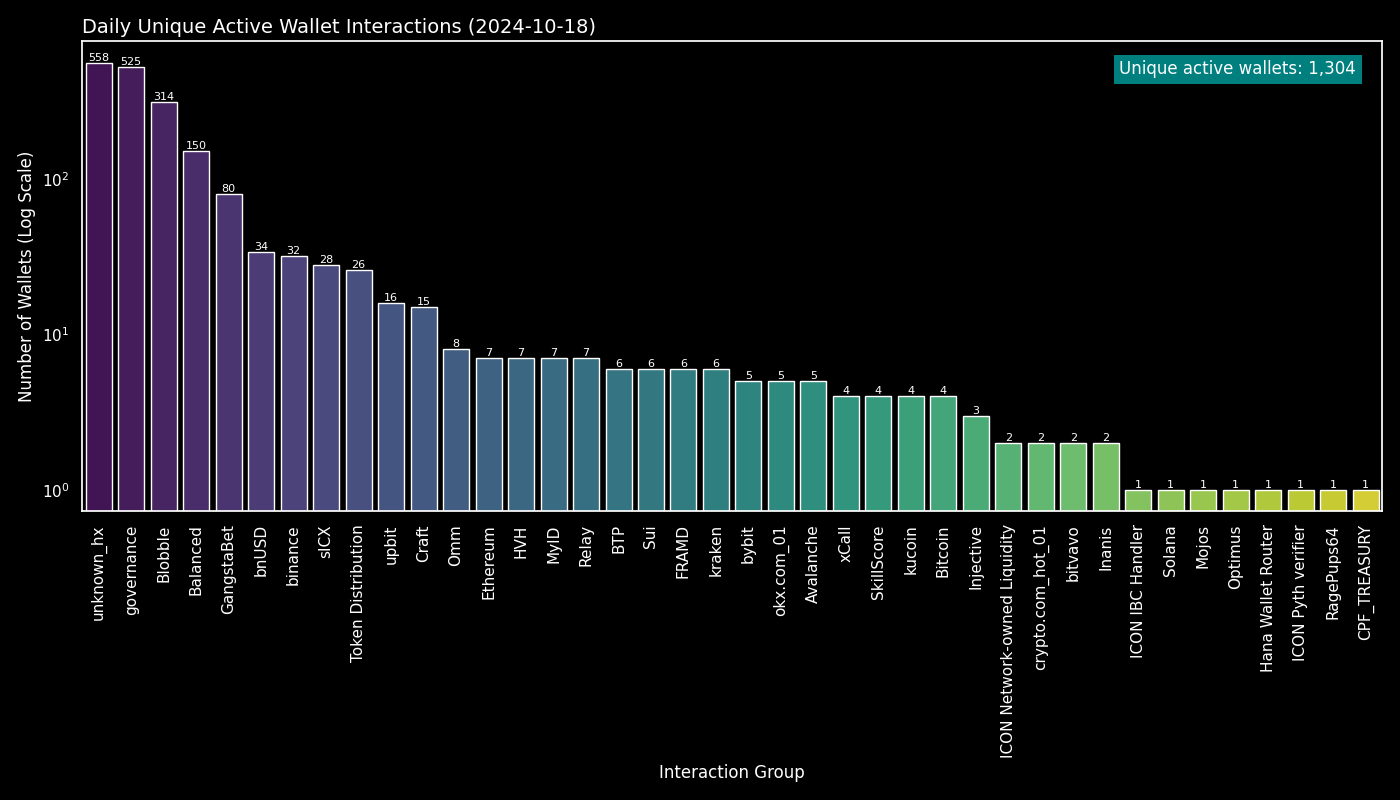 Daily Unique Active Wallet Interactions (2024-10-18)
Unique active wallets: 1,304
Number of Wallets (Log Scale)
10²
10¹
10⁰
558
525
314
150
80
34
32
28
26
16
15
8
7
7
7
7
6
6
6
6
5
5
5
4
4
4
4
3
2
2
2
2
1
1
1
1
1
1
1
1
unknown_hx
governance
Blobble
Balanced
GangstaBet
bnUSD
binance
sICX
Token Distribution
upbit
Craft
Omm
Ethereum
HVH
MyID
Relay
BTP
Sui
FRAMD
kraken
bybit
okx.com_01
Avalanche
xCall
SkillScore
kucoin
Bitcoin
Injective
ICON Network-owned Liquidity
crypto.com_hot_01
bitvavo
Inanis
ICON IBC Handler
Solana
Mojos
Optimus
Hana Wallet Router
ICON Pyth verifier
RagePups64
CPF_TREASURY
Interaction Group